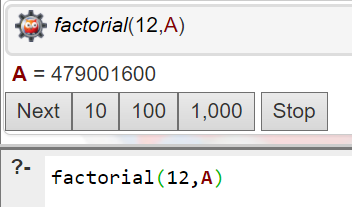 factorial(12,A)
A = 479001600
Next 10 100 1,000 Stop
?- factorial(12,A)